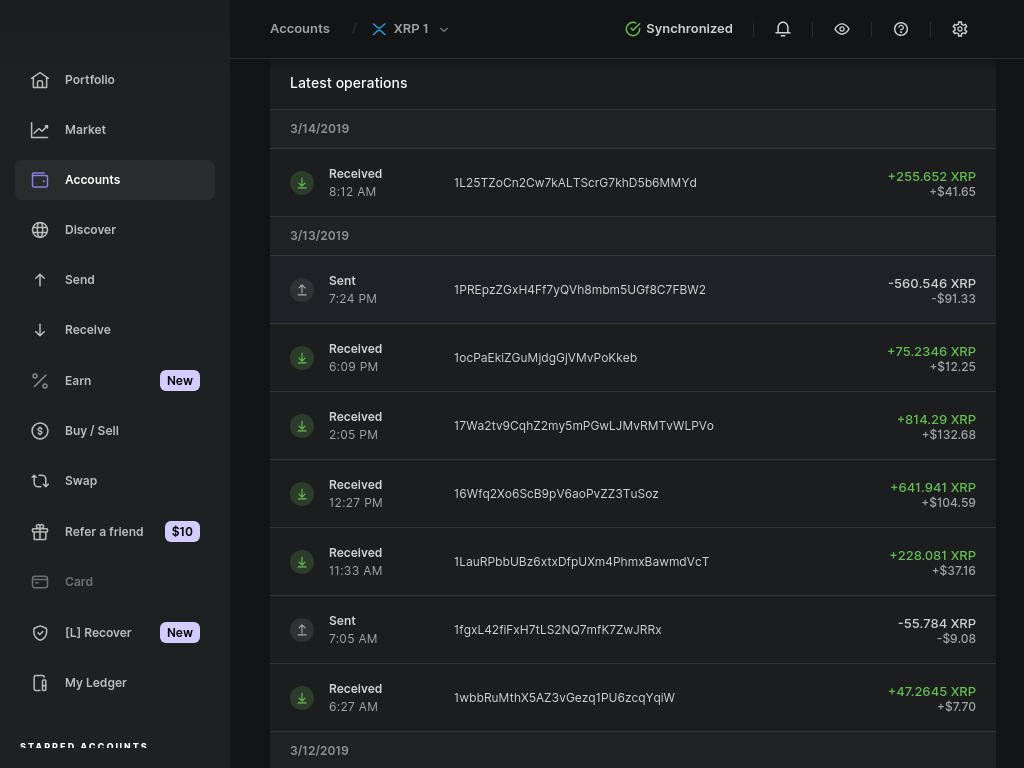 Accounts / XRP 1
Synchronized
Portfolio
Market
Accounts
Discover
Send
Receive
Earn New
Buy / Sell
Swap
Refer a friend $10
Card
[L] Recover New
My Ledger
STARRED ACCOUNTS
Latest operations
3/14/2019
Received
8:12 AM
1L25TZoCn2Cw7kALTScrG7khD5b6MMYd
+255.652 XRP
+$41.65
3/13/2019
Sent
7:24 PM
1PREpzZGxH4Ff7yQVh8mbm5UGf8C7FBW2
-560.546 XRP
-$91.33
Received
6:09 PM
1ocPaEkiZGuMjdgGjVMvPoKkeb
+75.2346 XRP
+$12.25
Received
2:05 PM
17Wa2tv9CqhZ2my5mPGwLJMvRMTvWLPVo
+814.29 XRP
+$132.68
Received
12:27 PM
16Wfq2Xo6ScB9pV6aoPvZZ3TuSoz
+641.941 XRP
+$104.59
Received
11:33 AM
1LauRPbbUBz6xtxDfpUXm4PhmxBawmdVcT
+228.081 XRP
+$37.16
Sent
7:05 AM
1fgxL42fiFxH7tLS2NQ7mfK7ZwJRRx
-55.784 XRP
-$9.08
Received
6:27 AM
1wbbRuMthX5AZ3vGezq1PU6zcqYqiW
+47.2645 XRP
+$7.70
3/12/2019